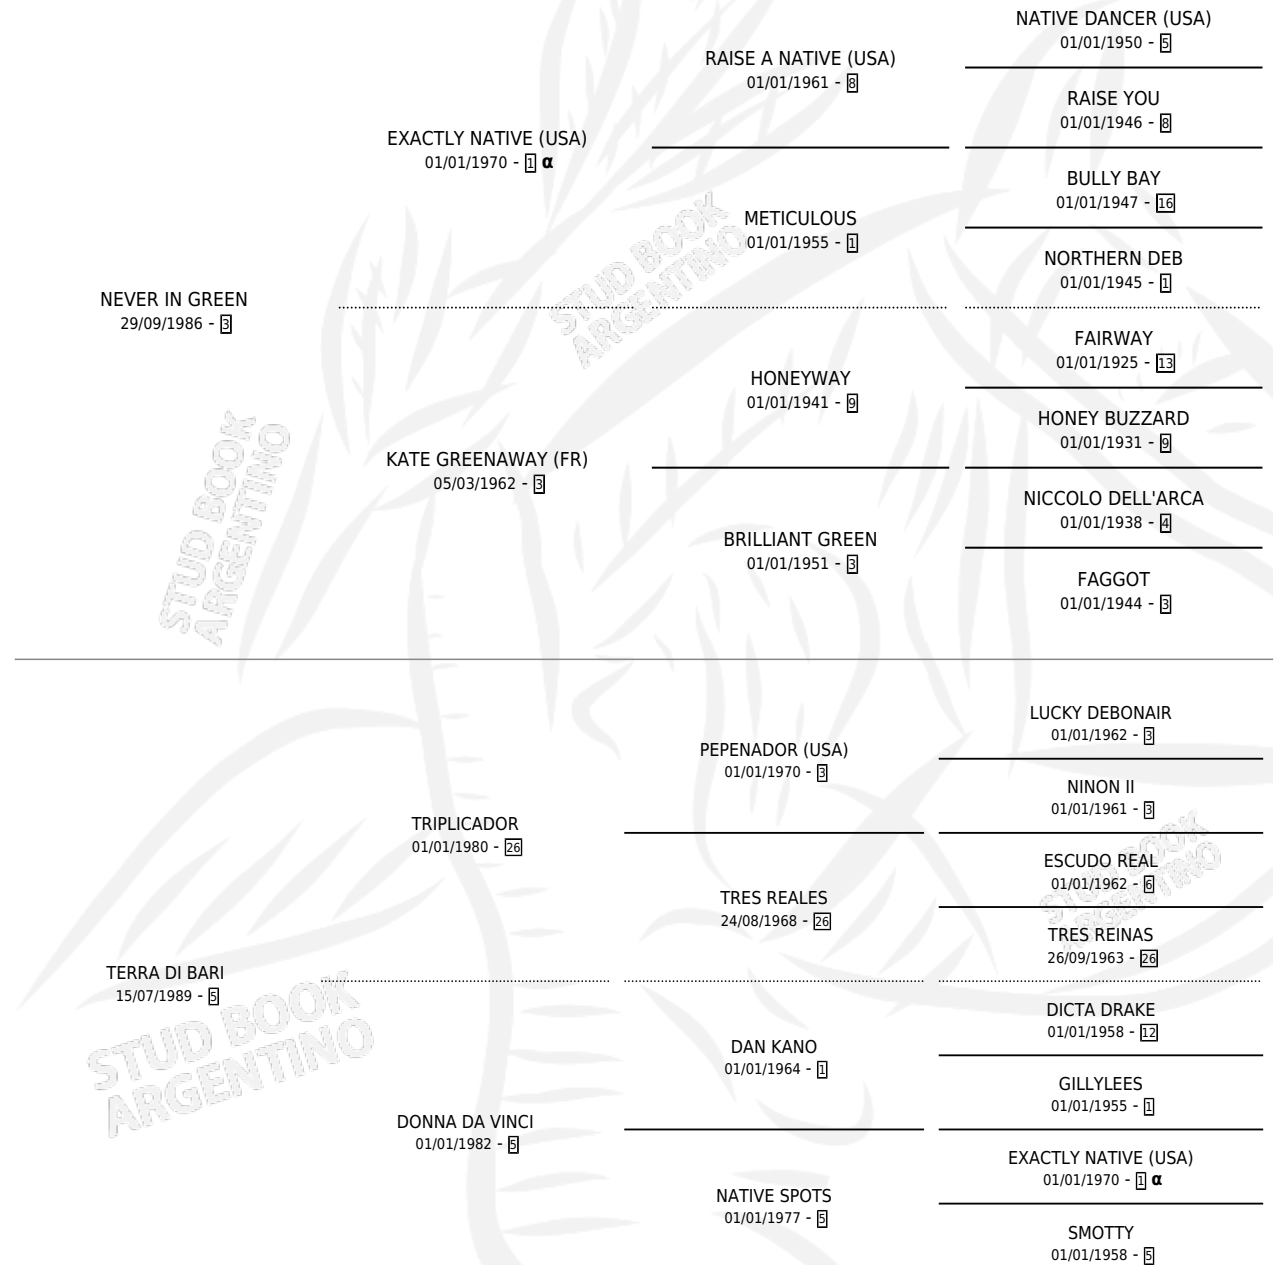 NEVER IN GREEN
29/09/1986 - 3
EXACTLY NATIVE (USA)
01/01/1970 - 1 α
KATE GREENAWAY (FR)
05/03/1962 - 3
RAISE A NATIVE (USA)
01/01/1961 - 8
METICULOUS
01/01/1955 - 1
HONEYWAY
01/01/1941 - 9
BRILLIANT GREEN
01/01/1951 - 3
NATIVE DANCER (USA)
01/01/1950 - 5
RAISE YOU
01/01/1946 - 8
BULLY BAY
01/01/1947 - 16
NORTHERN DEB
01/01/1945 - 1
FAIRWAY
01/01/1925 - 13
HONEY BUZZARD
01/01/1931 - 9
NICCOLO DELL'ARCA
01/01/1938 - 4
FAGGOT
01/01/1944 - 3
TERRA DI BARI
15/07/1989 - 5
TRIPLICADOR
01/01/1980 - 26
DONNA DA VINCI
01/01/1982 - 5
PEPENADOR (USA)
01/01/1970 - 3
TRES REALES
24/08/1968 - 26
DAN KANO
01/01/1964 - 1
NATIVE SPOTS
01/01/1977 - 5
LUCKY DEBONAIR
01/01/1962 - 3
NINON II
01/01/1961 - 3
ESCUDO REAL
01/01/1962 - 6
TRES REINAS
26/09/1963 - 26
DICTA DRAKE
01/01/1958 - 12
GILLYLEES
01/01/1955 - 1
EXACTLY NATIVE (USA)
01/01/1970 - 1 α
SMOTTY
01/01/1958 - 5
STUD BOOK
ARGENTINO
STUD BOOK
ARGENTINO
STUD BOOK
ARGENTINO
STUD BOOK
ARGENTINO